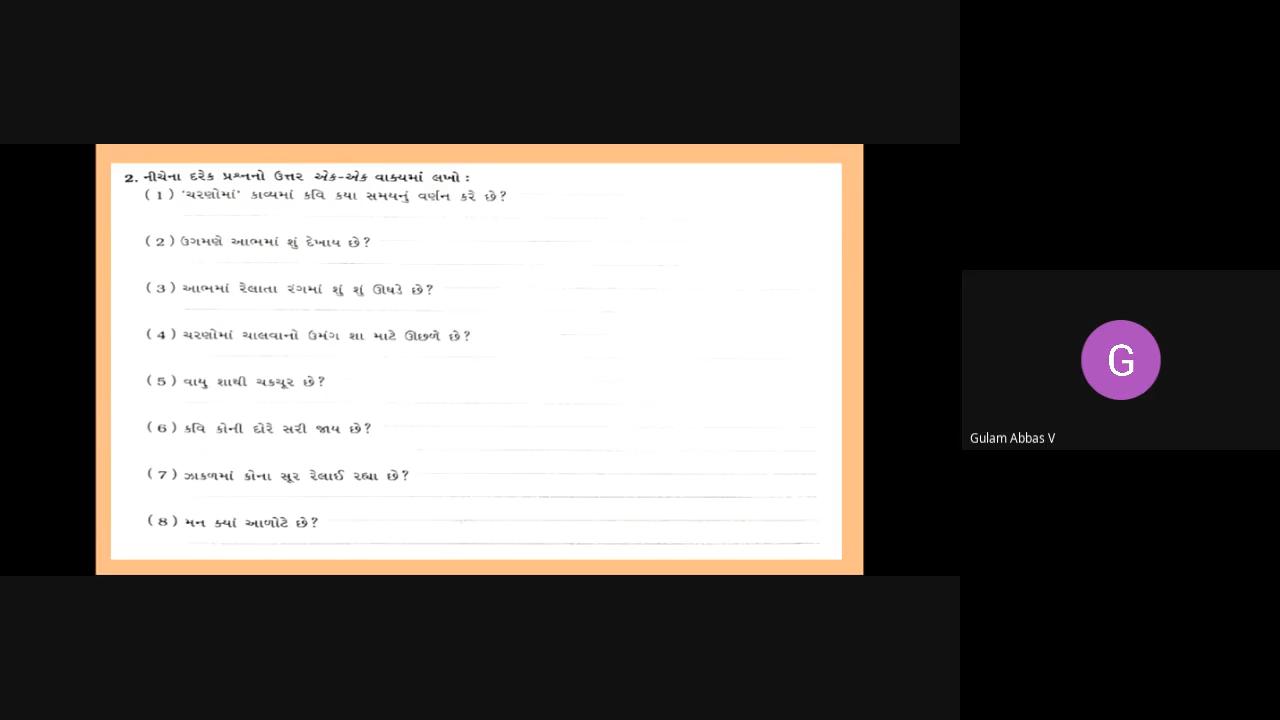 2. નીચેના દરેક પ્રશ્નનો ઉત્તર એક-એક વાક્યમાં લખો :
(1) 'ચરણોમાં' કાવ્યમાં કવિ કયા સમયનું વર્ણન કરે છે?
(2) ઉગમણે આભમાં શું દેખાય છે?
(3) આભમાં રેલાતા રંગમાં શું શું ઊઘડે છે?
(4) ચરણોમાં ચાલવાનો ઉમંગ શા માટે ઊછળે છે?
(5) વાયુ શાથી ચકચૂર છે?
(6) કવિ કોની દોરે સરી જાય છે?
(7) ઝાકળમાં કોના સૂર રેલાઈ રહ્યા છે?
(8) મન ક્યાં આળોટે છે?
G
Gulam Abbas V